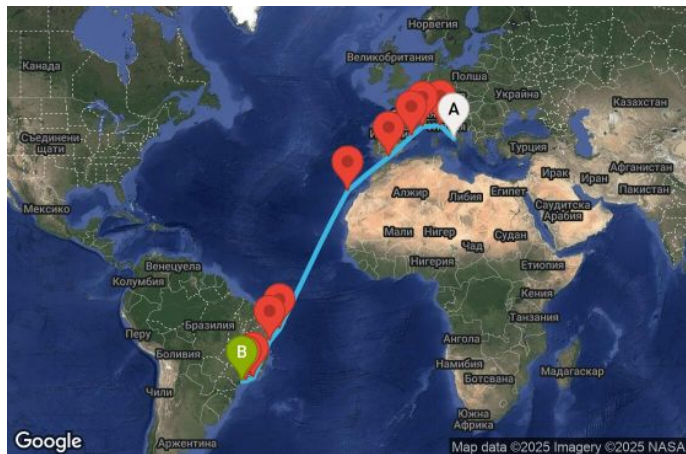 Норвегия
Канада
Великобритания
Полша
Украйна
Казахстан
Съединени
щати
Турция
Мексико
Алжир
Либия
Египет
Ирак
Иран
Афганистан
Пакистан
Саудитска
Арабия
Мали
Нигер
Чад
Судан
Нигерия
Етиопия
Венецуела
Колумбия
Кения
Танзания
Перу
Бразилия
Боливия
Ангола
Намибия
Ботсвана
Мадагаскар
Чили
Южна
Африка
Аржентина
A
B
Google
Map data ©2025 Imagery ©2025 NASA